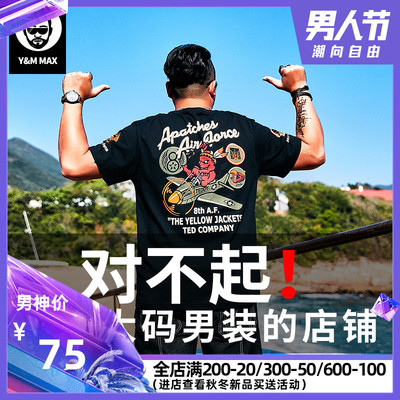 Y&M MAX
男人节
潮向自由
Apatches
Air Force
8th A.F.
"THE YELLOW JACKETS"
TED COMPANY
对不起!
大码男装的店铺
男神价
¥75
全店满200-20/300-50/600-100
(进店查看秋冬新品买送活动)